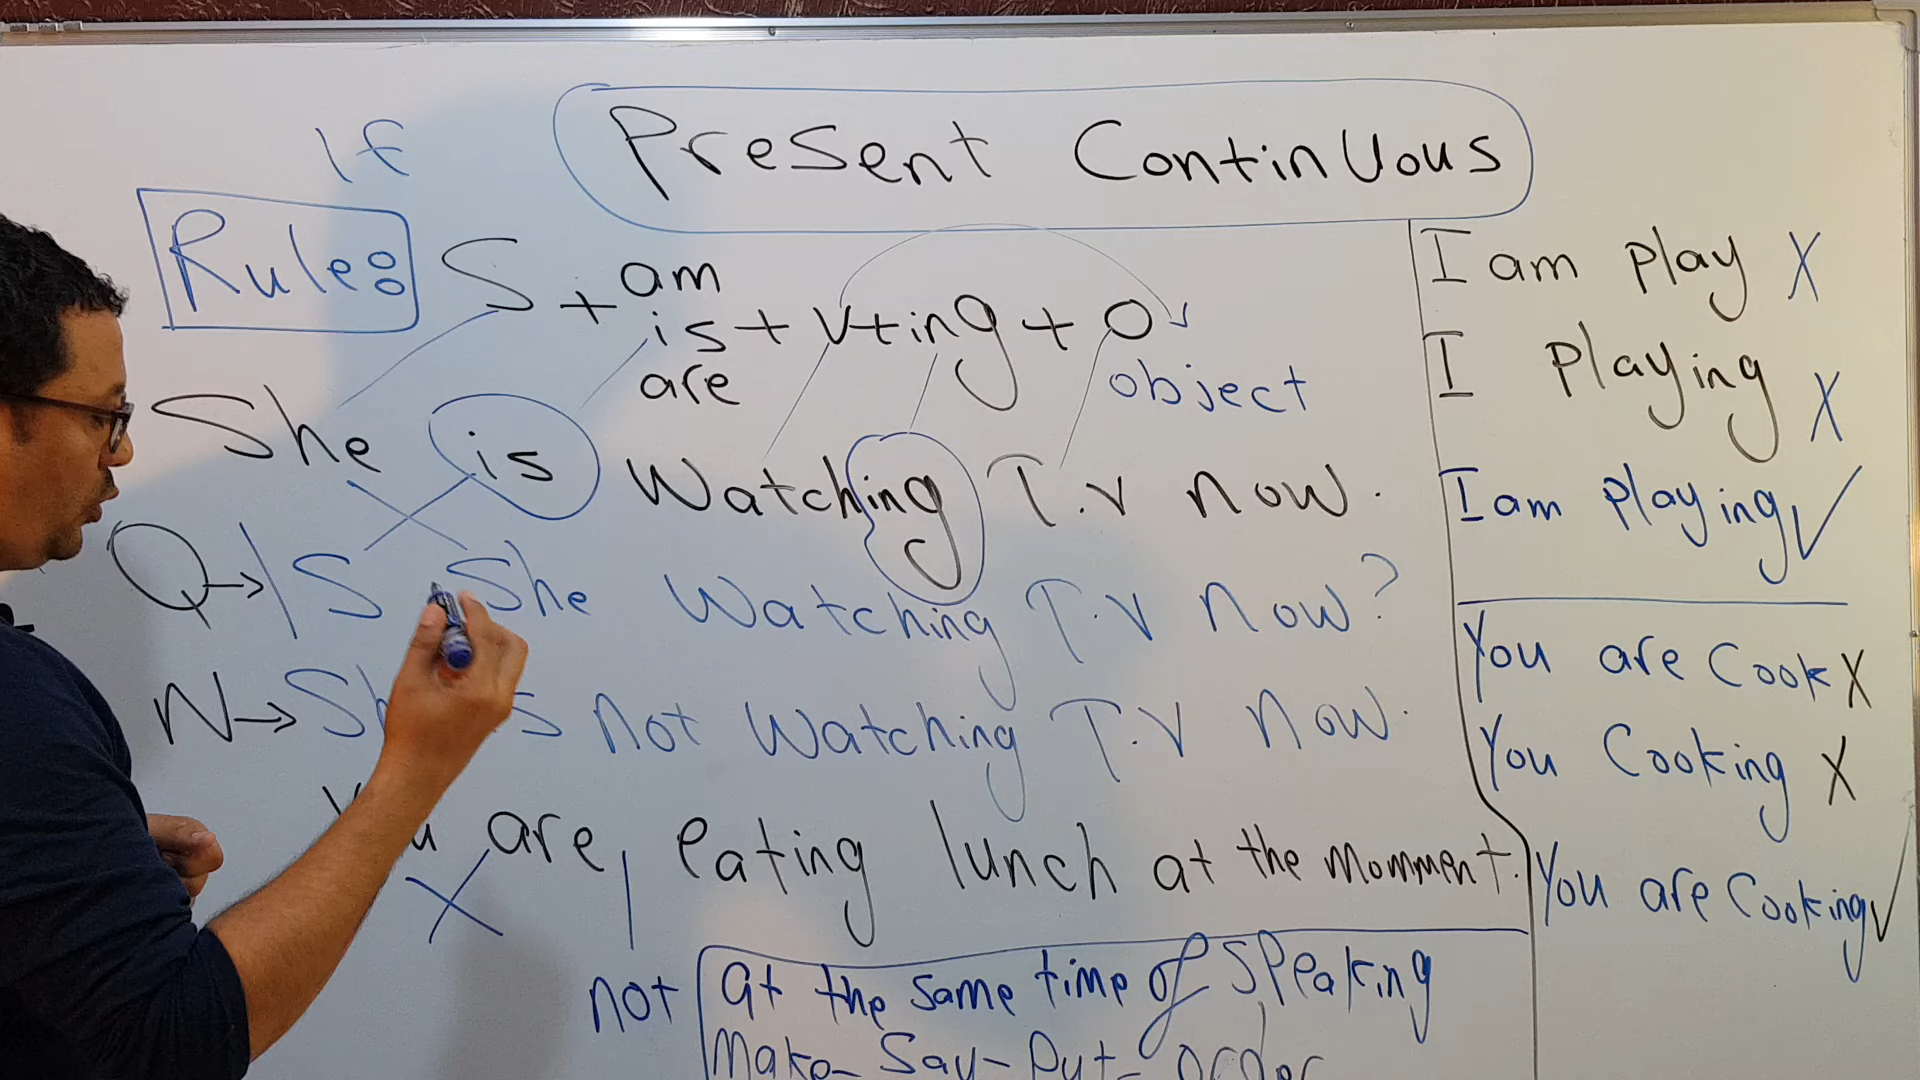 If
Present Continuous
Rule:
S + am
is + v+ing + O
are
object
She is Watching T.V now.
Q→ Is She Watching T.V now?
N→ She is not Watching T.V now.
You are, eating lunch at the momment.
not
at the same time of speaking
Make - Say - Put - order
I am play X
I Playing X
I am Playing ✓
You are Cook X
You Cooking X
You are Cooking ✓